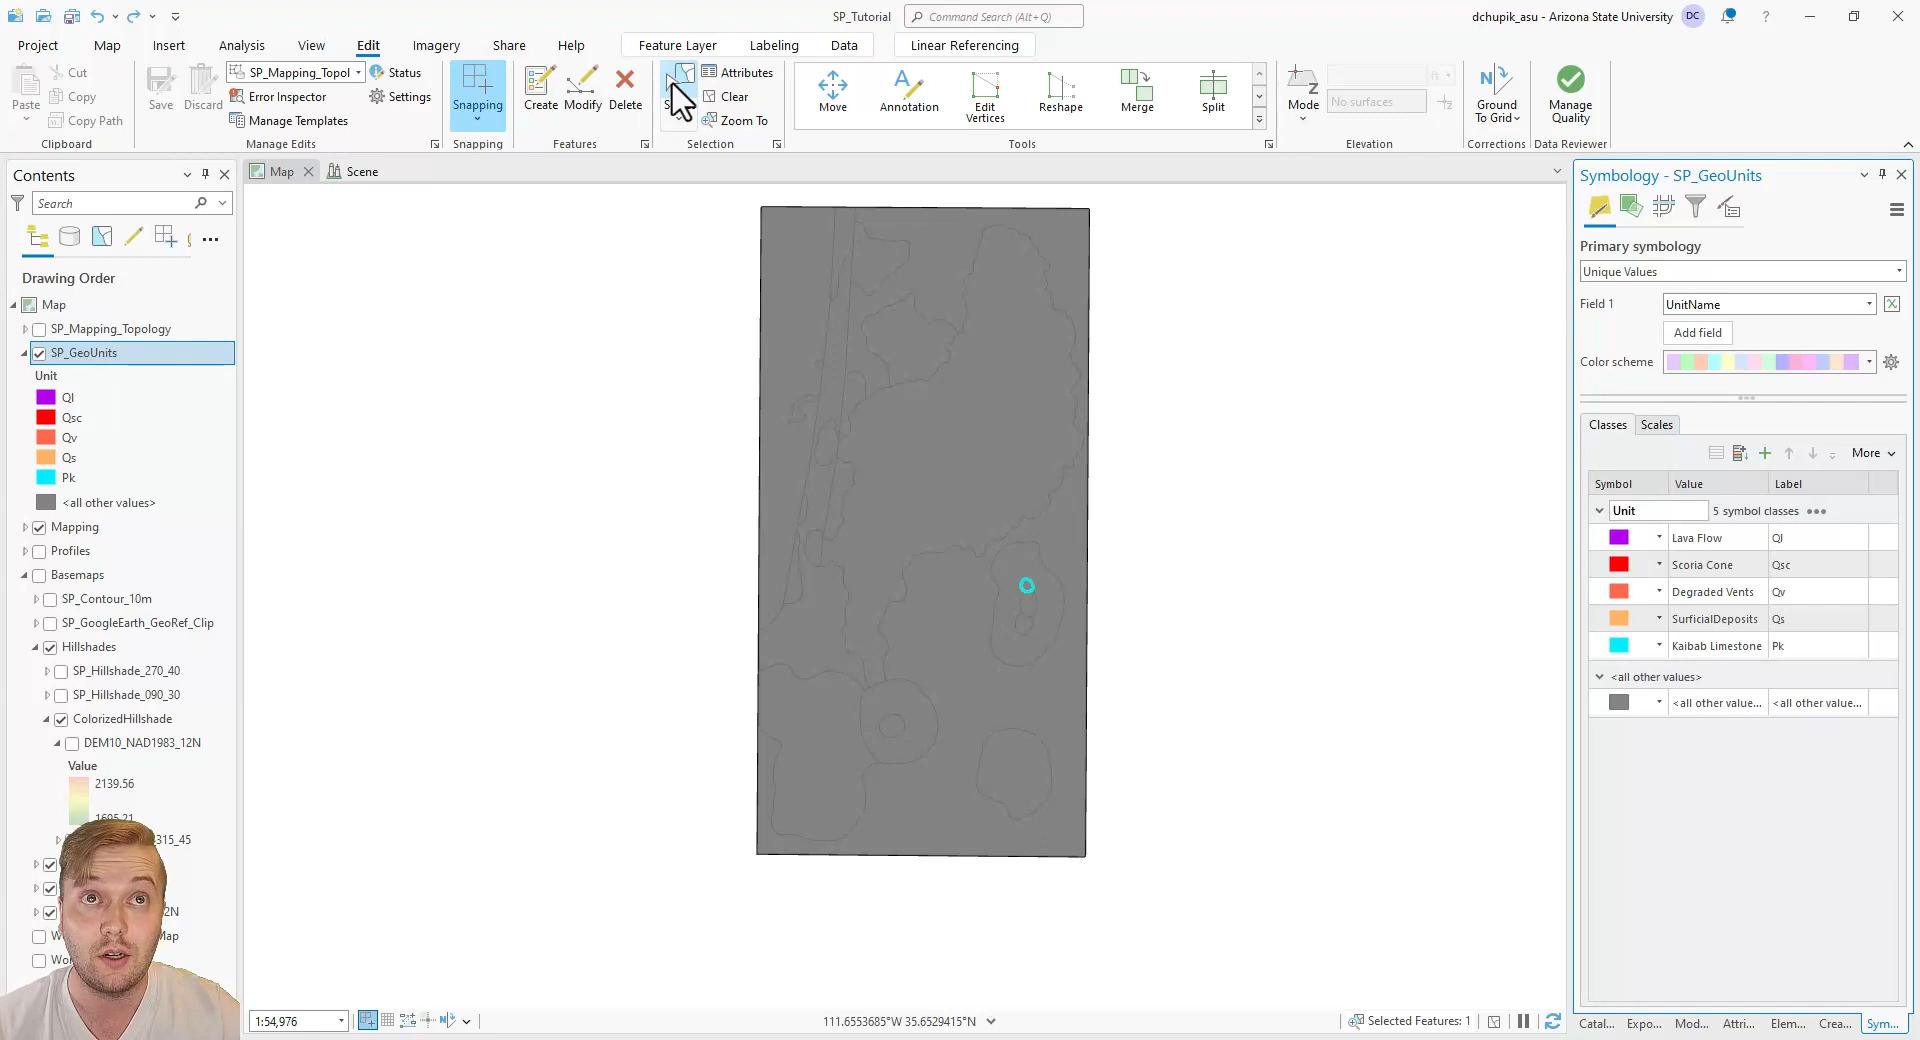 SP_Tutorial
Command Search (Alt+Q)
dchupik_asu - Arizona State University
DC
?
Project
Map
Insert
Analysis
View
Edit
Imagery
Share
Help
Feature Layer
Labeling
Data
Linear Referencing
Paste
Cut
Copy
Copy Path
Clipboard
Save
Discard
SP_Mapping_Topol
Error Inspector
Manage Templates
Status
Settings
Manage Edits
Snapping
Snapping
Create
Modify
Delete
Features
Attributes
Clear
Zoom To
Selection
Move
Annotation
Edit
Vertices
Reshape
Merge
Split
Tools
Mode
ft
No surfaces
Elevation
Ground
To Grid
Corrections
Manage
Quality
Data Reviewer
Contents
Search
Drawing Order
Map
SP_Mapping_Topology
SP_GeoUnits
Unit
Ql
Qsc
Qv
Qs
Pk
<all other values>
Mapping
Profiles
Basemaps
SP_Contour_10m
SP_GoogleEarth_GeoRef_Clip
Hillshades
SP_Hillshade_270_40
SP_Hillshade_090_30
ColorizedHillshade
DEM10_NAD1983_12N
Value
2139.56
1695.21
315_45
2N
Map
Map
Scene
1:54,976
111.6553685°W 35.6529415°N
Selected Features: 1
Symbology - SP_GeoUnits
Primary symbology
Unique Values
Field 1
UnitName
Add field
Color scheme
Classes
Scales
More
Symbol
Value
Label
Unit
5 symbol classes
Lava Flow
Ql
Scoria Cone
Qsc
Degraded Vents
Qv
SurficialDeposits
Qs
Kaibab Limestone
Pk
<all other values>
<all other value...
<all other value...
Catal...
Expo...
Mod...
Attri...
Elem...
Crea...
Sym...